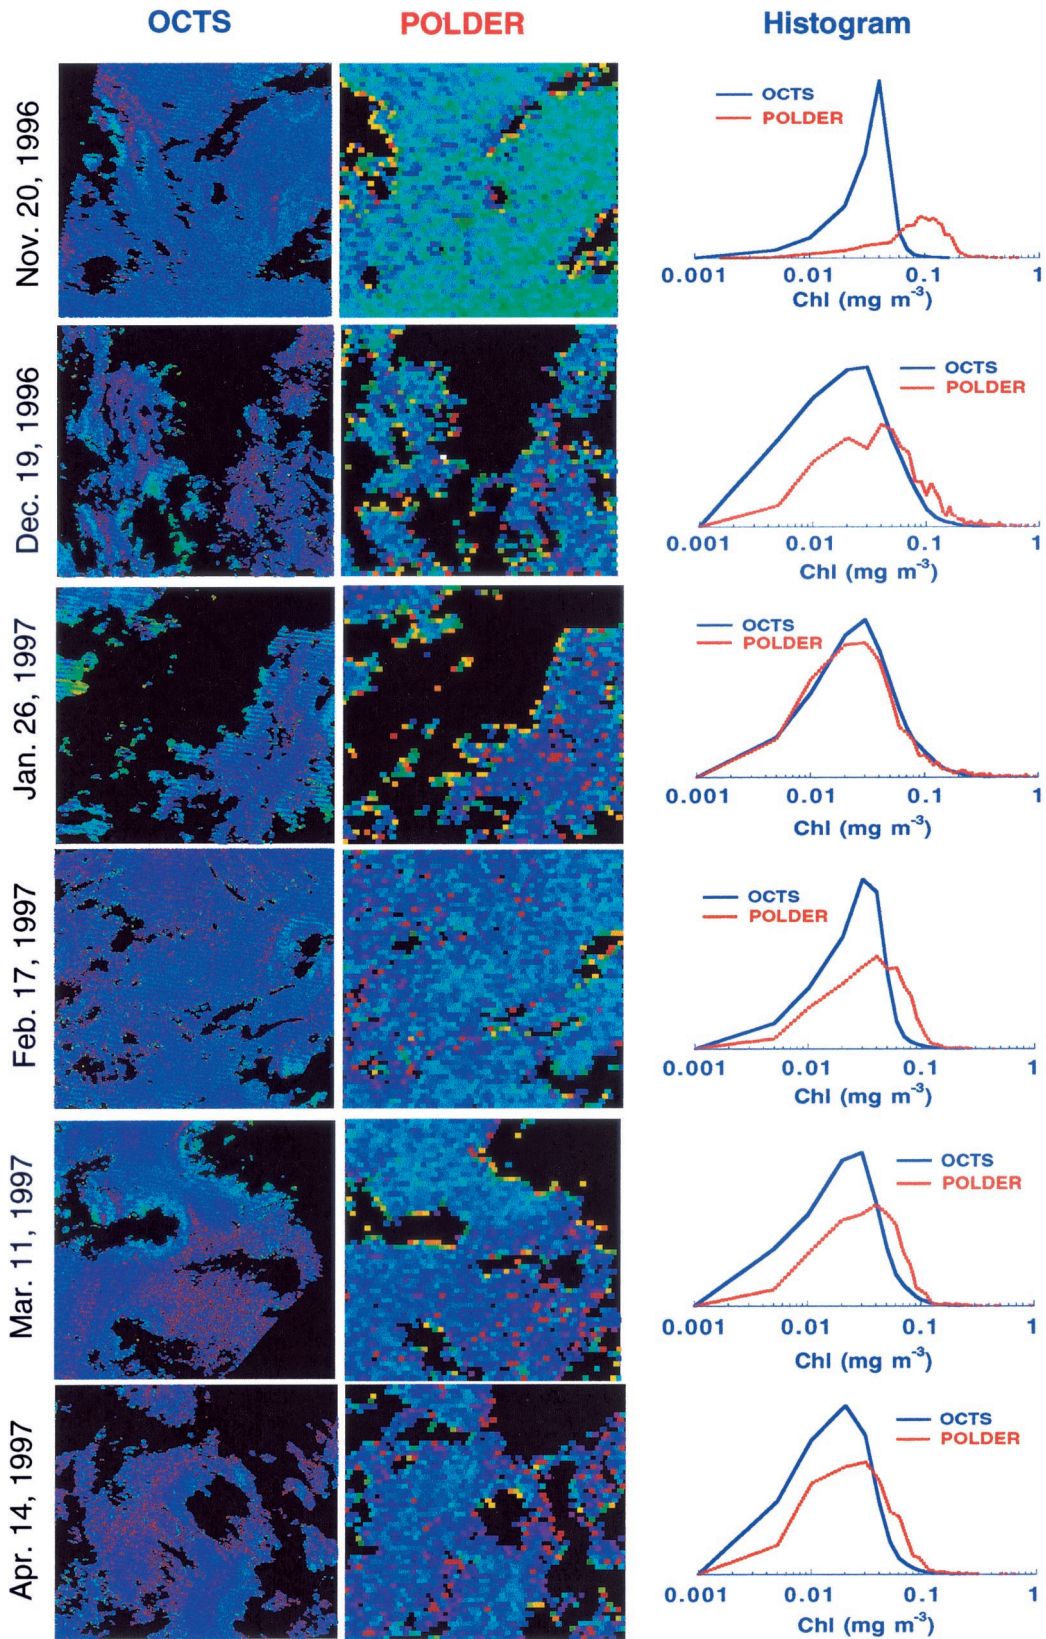 OCTS POLDER Histogram
Nov. 20, 1996
OCTS
POLDER
0.001 0.01 0.1 1
Chl (mg m⁻³)
Dec. 19, 1996
OCTS
POLDER
0.001 0.01 0.1 1
Chl (mg m⁻³)
Jan. 26, 1997
OCTS
POLDER
0.001 0.01 0.1 1
Chl (mg m⁻³)
Feb. 17, 1997
OCTS
POLDER
0.001 0.01 0.1 1
Chl (mg m⁻³)
Mar. 11, 1997
OCTS
POLDER
0.001 0.01 0.1 1
Chl (mg m⁻³)
Apr. 14, 1997
OCTS
POLDER
0.001 0.01 0.1 1
Chl (mg m⁻³)